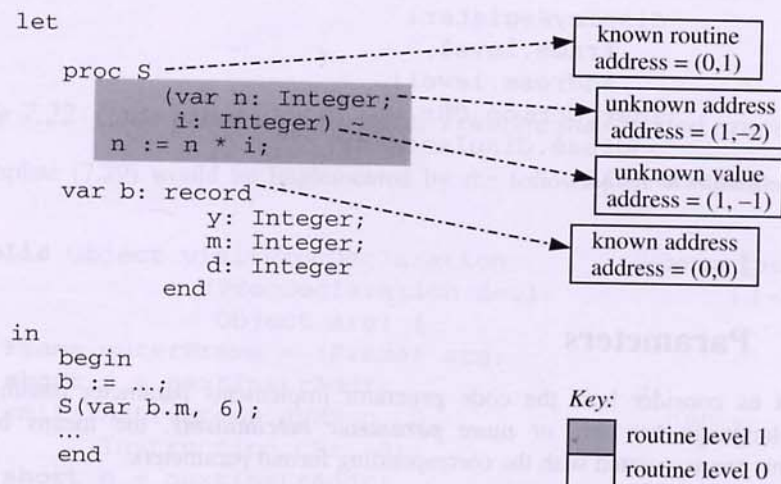 let
proc S
(var n: Integer;
i: Integer)
n := n * i;
var b: record
y: Integer;
m: Integer;
d: Integer
end
in
begin
b := ...;
S(var b.m, 6);
...
end
known routine
address = (0,1)
unknown address
address = (1,–2)
unknown value
address = (1, –1)
known address
address = (0,0)
Key:
routine level 1
routine level 0